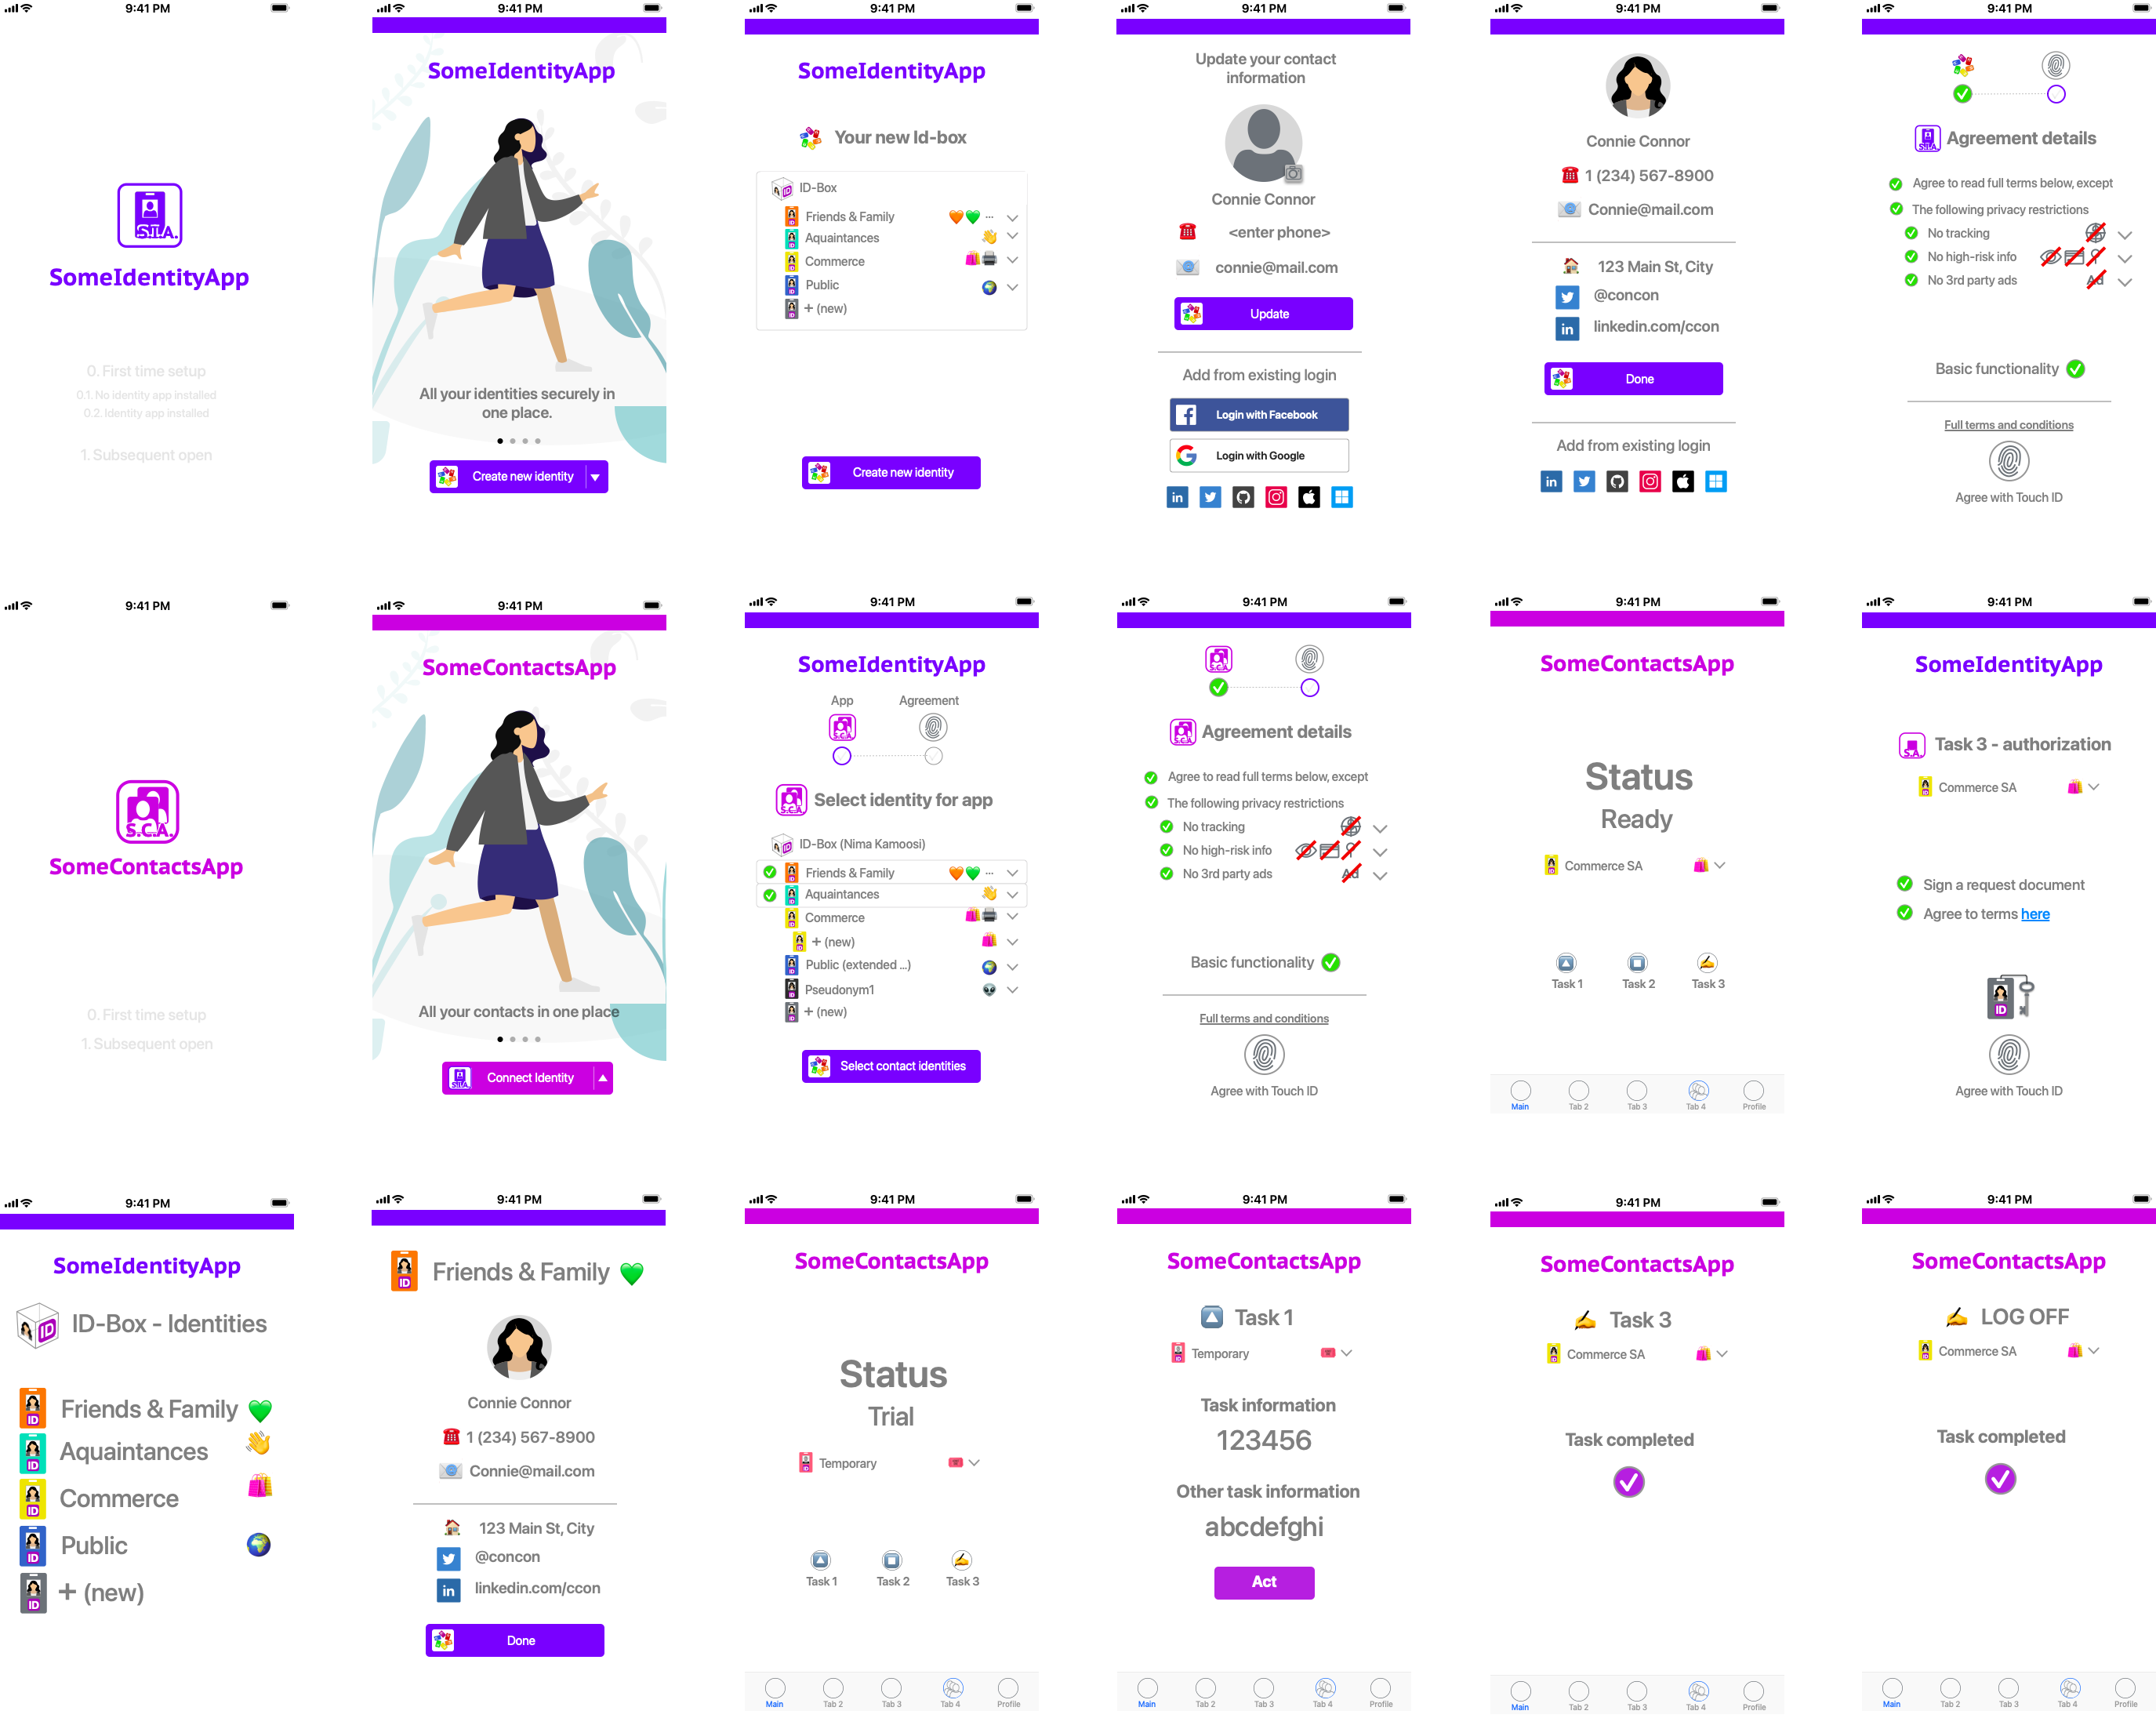 9:41 PM
S.I.A.
SomeIdentityApp
0. First time setup
0.1. No identity app installed
0.2. Identity app installed
1. Subsequent open
9:41 PM
SomeIdentityApp
All your identities securely in
one place.
Create new identity
9:41 PM
SomeIdentityApp
Your new Id-box
ID
ID-Box
Friends & Family
...
Aquaintances
Commerce
Public
+ (new)
Create new identity
9:41 PM
Update your contact
information
Connie Connor
<enter phone>
connie@mail.com
Update
Add from existing login
Login with Facebook
Login with Google
in
9:41 PM
Connie Connor
1 (234) 567-8900
Connie@mail.com
123 Main St, City
@concon
in
linkedin.com/ccon
Done
Add from existing login
in
9:41 PM
S.I.A.
Agreement details
Agree to read full terms below, except
The following privacy restrictions
No tracking
No high-risk info
No 3rd party ads
Ad
Basic functionality
Full terms and conditions
Agree with Touch ID
9:41 PM
S.C.A.
SomeContactsApp
0. First time setup
1. Subsequent open
9:41 PM
SomeContactsApp
All your contacts in one place
S.I.A.
Connect Identity
9:41 PM
SomeIdentityApp
App
Agreement
S.C.A.
S.C.A.
Select identity for app
ID
ID-Box (Nima Kamoosi)
Friends & Family
...
Aquaintances
Commerce
+ (new)
Public (extended ...)
Pseudonym1
+ (new)
Select contact identities
9:41 PM
S.C.A.
S.C.A.
Agreement details
Agree to read full terms below, except
The following privacy restrictions
No tracking
No high-risk info
No 3rd party ads
Ad
Basic functionality
Full terms and conditions
Agree with Touch ID
9:41 PM
SomeContactsApp
Status
Ready
Commerce SA
Task 1
Task 2
Task 3
Main
Tab 2
Tab 3
Tab 4
Profile
9:41 PM
SomeIdentityApp
S.A.
Task 3 - authorization
Commerce SA
Sign a request document
Agree to terms here
ID
Agree with Touch ID
9:41 PM
SomeIdentityApp
ID
ID-Box - Identities
ID
Friends & Family
ID
Aquaintances
ID
Commerce
ID
Public
ID
+ (new)
9:41 PM
ID
Friends & Family
Connie Connor
1 (234) 567-8900
Connie@mail.com
123 Main St, City
@concon
in
linkedin.com/ccon
Done
9:41 PM
SomeContactsApp
Status
Trial
Temporary
Task 1
Task 2
Task 3
Main
Tab 2
Tab 3
Tab 4
Profile
9:41 PM
SomeContactsApp
Task 1
Temporary
Task information
123456
Other task information
abcdefghi
Act
Main
Tab 2
Tab 3
Tab 4
Profile
9:41 PM
SomeContactsApp
Task 3
Commerce SA
Task completed
Main
Tab 2
Tab 3
Tab 4
Profile
9:41 PM
SomeContactsApp
LOG OFF
Commerce SA
Task completed
Main
Tab 2
Tab 3
Tab 4
Profile